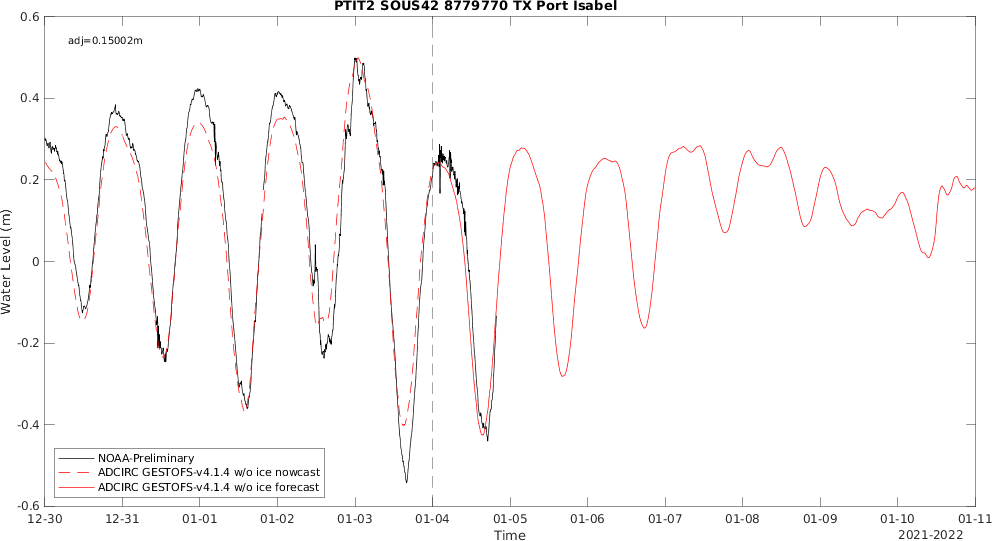 PTIT2 SOUS42 8779770 TX Port Isabel
adj=0.15002m
Water Level (m)
0.6
0.4
0.2
0
-0.2
-0.4
-0.6
NOAA-Preliminary
ADCIRC GESTOFS-v4.1.4 w/o ice nowcast
ADCIRC GESTOFS-v4.1.4 w/o ice forecast
12-30 12-31 01-01 01-02 01-03 01-04 01-05 01-06 01-07 01-08 01-09 01-10 01-11
Time
2021-2022